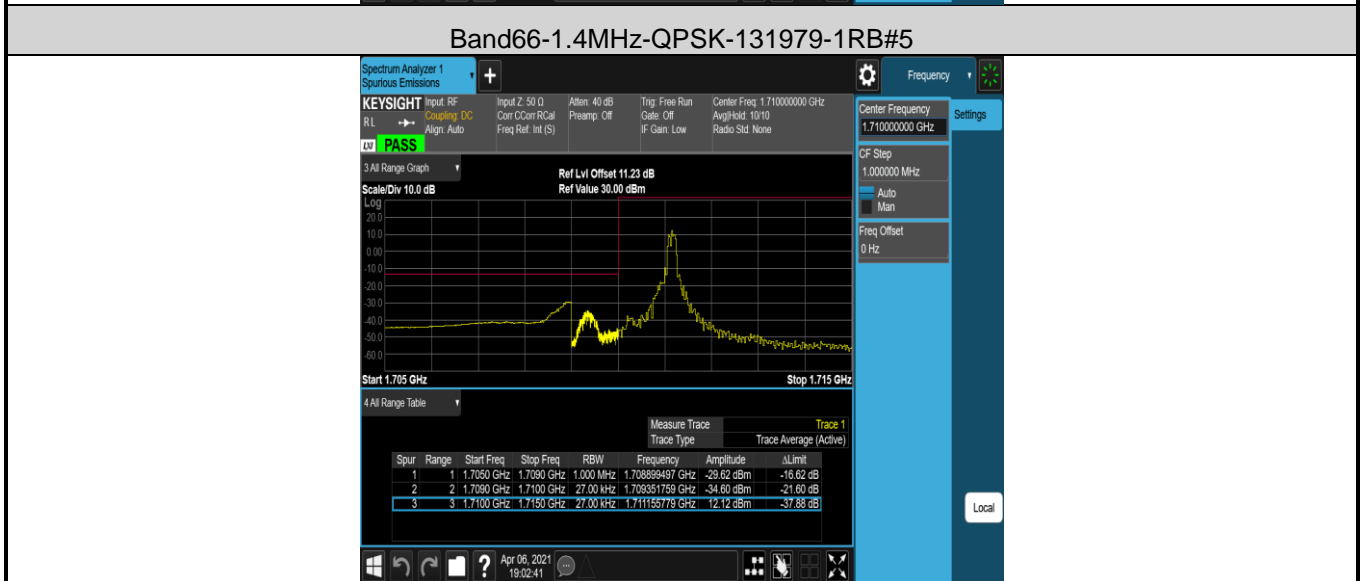 Band66-1.4MHz-QPSK-131979-1RB#5
Spectrum Analyzer 1
Spurious Emissions
+
Frequency
KEYSIGHT
RL
LXI PASS
Input: RF
Coupling: DC
Align: Auto
Input Z: 50 Ω
Corr CCorr RCal
Freq Ref: Int (S)
Atten: 40 dB
Preamp: Off
Trig: Free Run
Gate: Off
IF Gain: Low
Center Freq: 1.710000000 GHz
Avg|Hold: 10/10
Radio Std: None
Center Frequency
1.710000000 GHz
Settings
CF Step
1.000000 MHz
Auto
Man
Freq Offset
0 Hz
3 All Range Graph
Ref Lvl Offset 11.23 dB
Scale/Div 10.0 dB
Ref Value 30.00 dBm
Log
20.0
10.0
0.00
-10.0
-20.0
-30.0
-40.0
-50.0
-60.0
Start 1.705 GHz
Stop 1.715 GHz
4 All Range Table
Measure Trace Trace 1
Trace Type Trace Average (Active)
Spur Range Start Freq Stop Freq RBW Frequency Amplitude ΔLimit
1 1 1.7050 GHz 1.7090 GHz 1.000 MHz 1.708899497 GHz -29.62 dBm -16.62 dB
2 2 1.7090 GHz 1.7100 GHz 27.00 kHz 1.709351759 GHz -34.60 dBm -21.60 dB
3 3 1.7100 GHz 1.7150 GHz 27.00 kHz 1.711155779 GHz 12.12 dBm -37.88 dB
Local
?
Apr 06, 2021
19:02:41